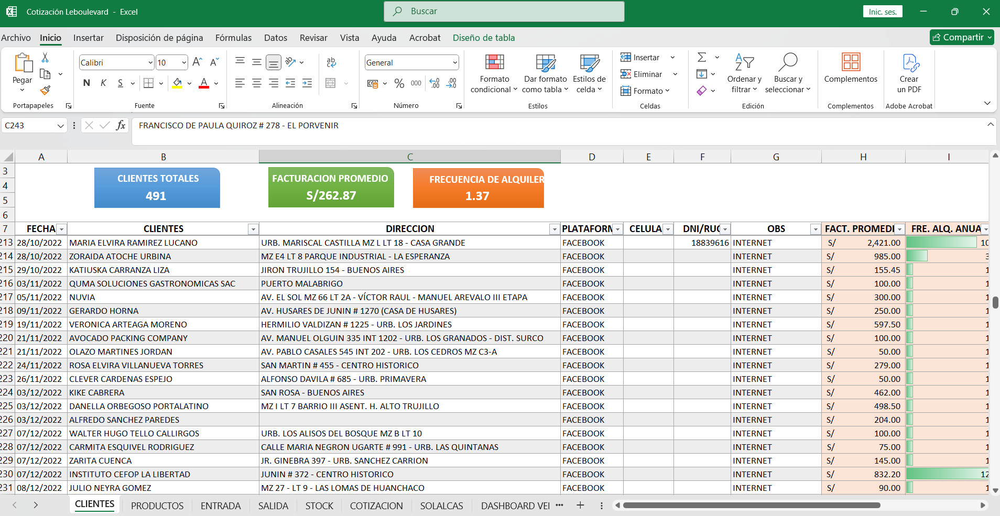 Cotización Leboulevard - Excel
Buscar
Inic. ses.
Archivo Inicio Insertar Disposición de página Fórmulas Datos Revisar Vista Ayuda Acrobat Diseño de tabla
Compartir
Pegar
Portapapeles
Calibri 10
N K S
Fuente
Alineación
General
% 000
Número
Formato condicional
Dar formato como tabla
Estilos de celda
Estilos
Insertar
Eliminar
Formato
Celdas
Ordenar y filtrar
Buscar y seleccionar
Edición
Complementos
Complementos
Crear un PDF
Adobe Acrobat
C243 fx FRANCISCO DE PAULA QUIROZ # 278 - EL PORVENIR
A B C D E F G H I
3
4
5
6
CLIENTES TOTALES
491
FACTURACION PROMEDIO
S/262.87
FRECUENCIA DE ALQUILER
1.37
7 FECHA CLIENTES DIRECCION PLATAFORM CELULA DNI/RUC OBS FACT. PROMEDI FRE. ALQ. ANUA
213 28/10/2022 MARIA ELVIRA RAMIREZ LUCANO URB. MARISCAL CASTILLA MZ L LT 18 - CASA GRANDE FACEBOOK 18839616 INTERNET S/ 2,421.00 10
214 28/10/2022 ZORAIDA ATOCHE URBINA MZ E4 LT 8 PARQUE INDUSTRIAL - LA ESPERANZA FACEBOOK INTERNET S/ 985.00 3
215 29/10/2022 KATIUSKA CARRANZA LIZA JIRON TRUJILLO 154 - BUENOS AIRES FACEBOOK INTERNET S/ 155.45 1
216 03/11/2022 QUMA SOLUCIONES GASTRONOMICAS SAC PUERTO MALABRIGO FACEBOOK INTERNET S/ 100.00 1
217 05/11/2022 NUVIA AV. EL SOL MZ 66 LT 2A - VÍCTOR RAUL - MANUEL AREVALO III ETAPA FACEBOOK INTERNET S/ 300.00 1
218 09/11/2022 GERARDO HORNA AV. HUSARES DE JUNIN # 1270 (CASA DE HUSARES) FACEBOOK INTERNET S/ 250.00 1
219 19/11/2022 VERONICA ARTEAGA MORENO HERMILIO VALDIZAN # 1225 - URB. LOS JARDINES FACEBOOK INTERNET S/ 597.50 1
220 21/11/2022 AVOCADO PACKING COMPANY AV. MANUEL OLGUIN 335 INT 1202 - URB. LOS GRANADOS - DIST. SURCO FACEBOOK INTERNET S/ 100.00 1
221 21/11/2022 OLAZO MARTINES JORDAN AV. PABLO CASALES 545 INT 202 - URB. LOS CEDROS MZ C3-A FACEBOOK INTERNET S/ 50.00 1
222 24/11/2022 ROSA ELVIRA VILLANUEVA TORRES SAN MARTIN # 455 - CENTRO HISTORICO FACEBOOK INTERNET S/ 279.00 1
223 26/11/2022 CLEVER CARDENAS ESPEJO ALFONSO DAVILA # 685 - URB. PRIMAVERA FACEBOOK INTERNET S/ 50.00 1
224 03/12/2022 KIKE CABRERA SAN ROSA - BUENOS AIRES FACEBOOK INTERNET S/ 462.00 1
225 03/12/2022 DANELLA ORBEGOSO PORTALATINO MZ I LT 7 BARRIO III ASENT. H. ALTO TRUJILLO FACEBOOK INTERNET S/ 498.50 1
226 03/12/2022 ALFREDO SANCHEZ PAREDES FACEBOOK INTERNET S/ 204.00 1
227 07/12/2022 WALTER HUGO TELLO CALLIRGOS URB. LOS ALISOS DEL BOSQUE MZ B LT 10 FACEBOOK INTERNET S/ 100.00 1
228 07/12/2022 CARMITA ESQUIVEL RODRIGUEZ CALLE MARIA NEGRON UGARTE # 991 - URB. LAS QUINTANAS FACEBOOK INTERNET S/ 75.00 1
229 07/12/2022 ZARITA CUENCA JR. GINEBRA 397 - URB. SANCHEZ CARRION FACEBOOK INTERNET S/ 145.00 1
230 07/12/2022 INSTITUTO CEFOP LA LIBERTAD JUNIN # 372 - CENTRO HISTORICO FACEBOOK INTERNET S/ 832.20 12
231 08/12/2022 JULIO NEYRA GOMEZ MZ 27 - LT 9 - LAS LOMAS DE HUANCHACO FACEBOOK INTERNET S/ 90.00 1
CLIENTES PRODUCTOS ENTRADA SALIDA STOCK COTIZACION SOLALCAS DASHBOARD VEI